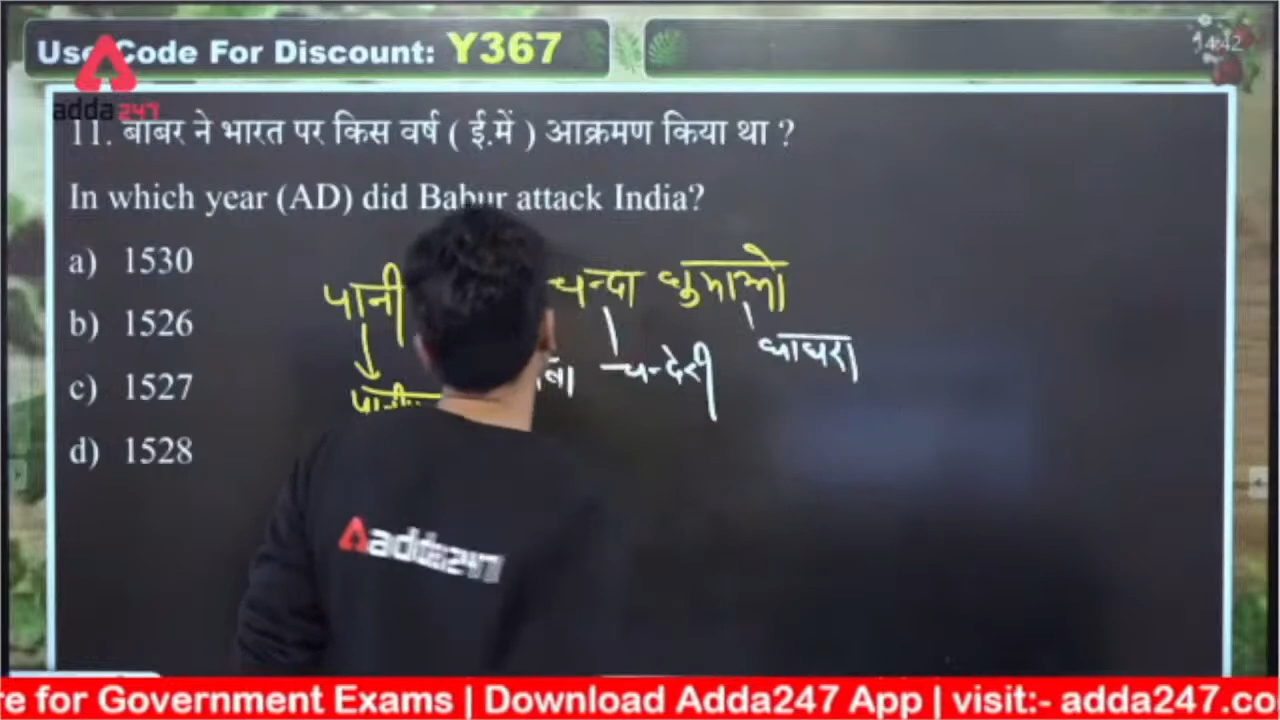 Use Code For Discount: Y367
adda247
11. बाबर ने भारत पर किस वर्ष ( ई.में ) आक्रमण किया था ?
In which year (AD) did Babur attack India?
a) 1530
b) 1526
c) 1527
d) 1528
पानी चन्दा घुमाओ
चन्देरी घाघरा
adda247
re for Government Exams | Download Adda247 App | visit:- adda247.co